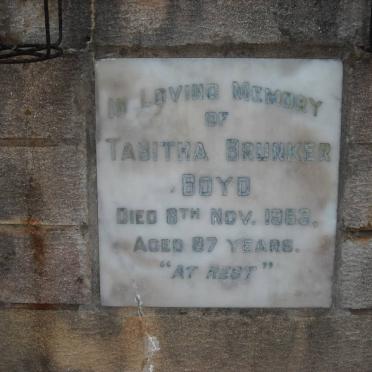 In Loving Memory
of
Tabitha Brunker
Boyd
Died 8th Nov. 1963.
Aged 87 years.
"At Rest"